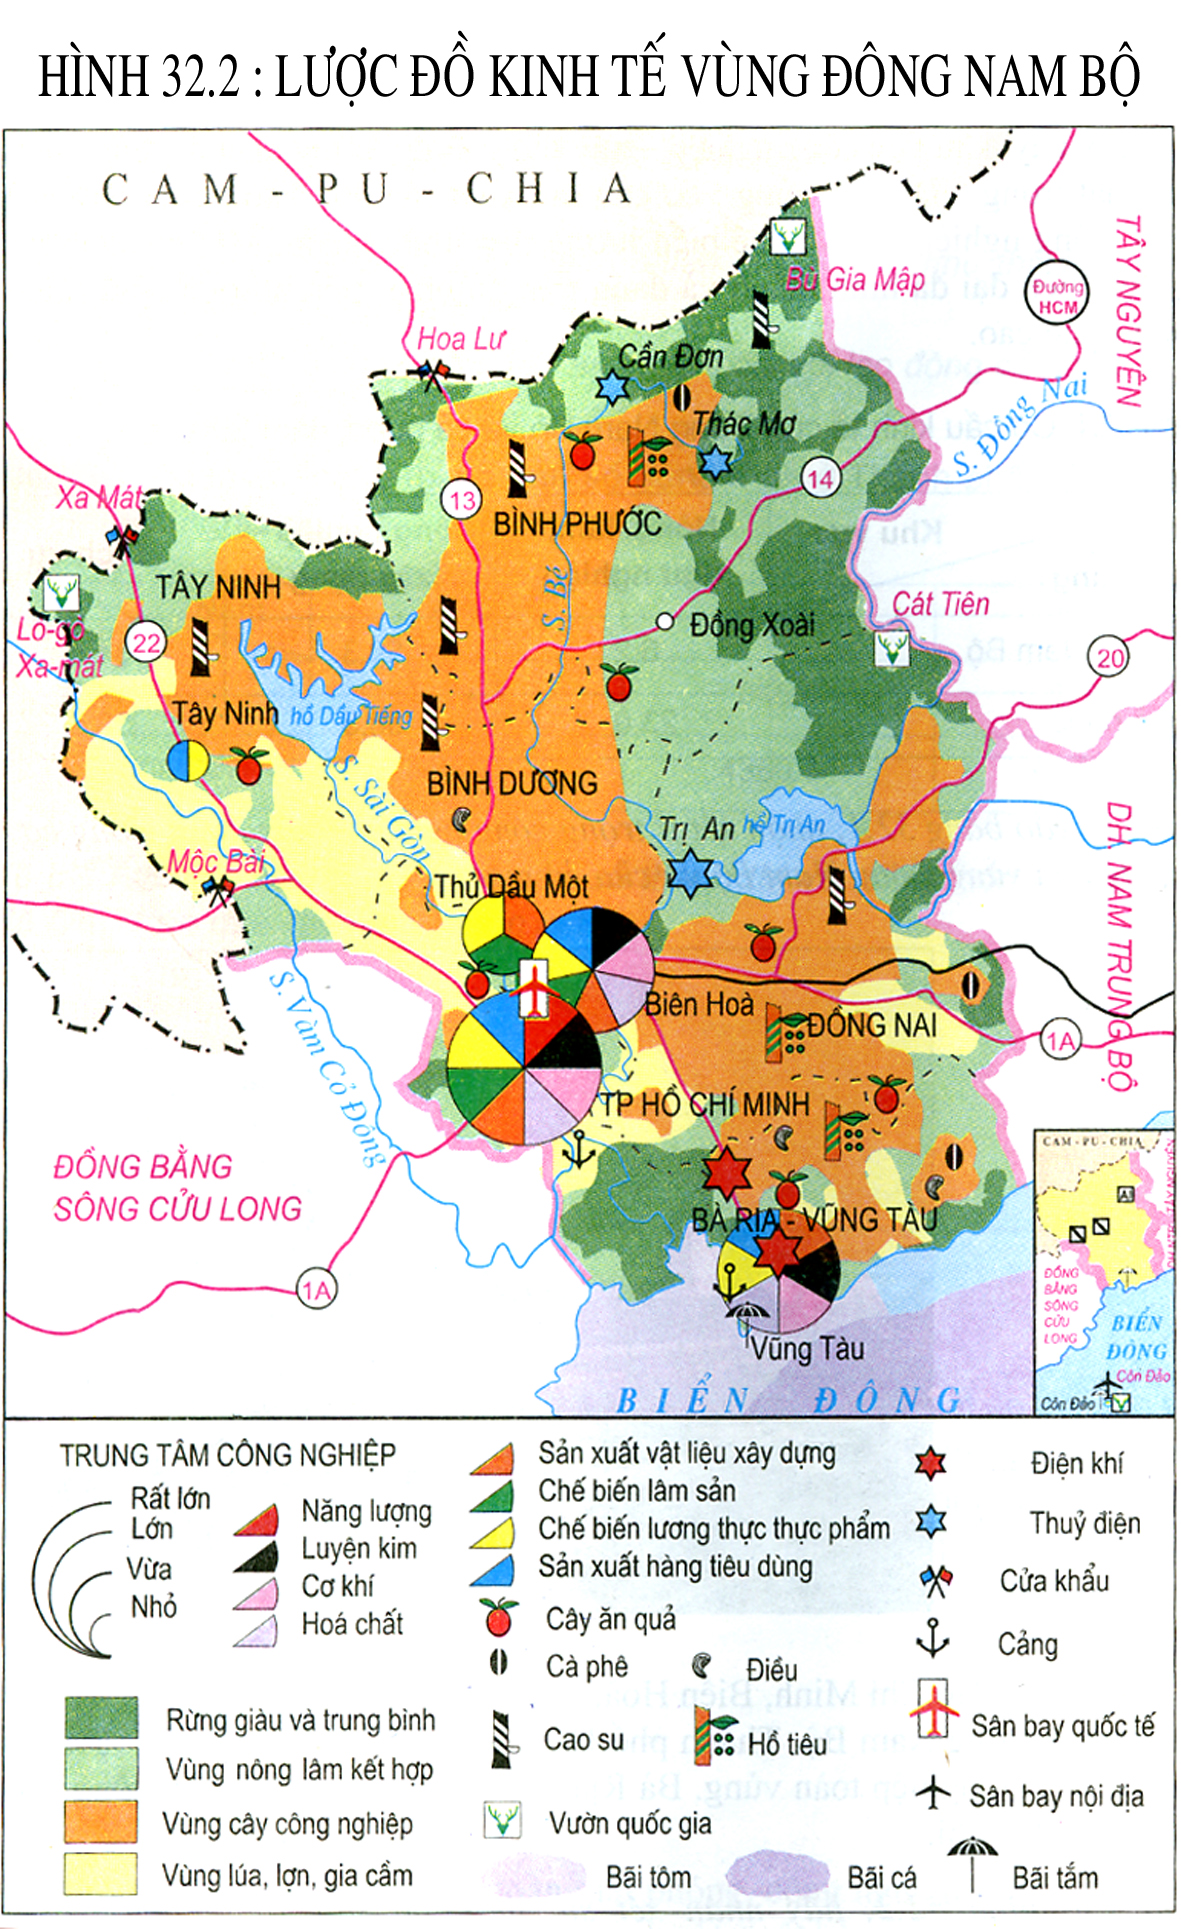 HÌNH 32.2 : LƯỢC ĐỒ KINH TẾ VÙNG ĐÔNG NAM BỘ
CAM - PU - CHIA
TÂY NGUYÊN
Bù Gia Mập
Đường
HCM
Hoa Lư
Cần Đơn
Thác Mơ
S. Đồng Nai
14
13
Xa Mát
BÌNH PHƯỚC
TÂY NINH
S. Bé
Cát Tiên
Lò-gò
Xa-mát
22
Đồng Xoài
20
Tây Ninh
hồ Dầu Tiếng
S. Sài Gòn
BÌNH DƯƠNG
Trị An
hồ Trị An
DH. NAM TRUNG BỘ
Mộc Bài
Thủ Dầu Một
S. Vàm Cỏ Đông
Biên Hoà
ĐỒNG NAI
1A
TP HỒ CHÍ MINH
ĐỒNG BẰNG
SÔNG CỬU LONG
BÀ RỊA - VŨNG TÀU
1A
Vũng Tàu
BIỂN ĐÔNG
CAM - PU - CHIA
ĐỒNG
BẰNG
SÔNG
CỬU
LONG
BIỂN
ĐÔNG
Côn Đảo
Côn Đảo
TRUNG TÂM CÔNG NGHIỆP
Rất lớn
Lớn
Vừa
Nhỏ
Năng lượng
Luyện kim
Cơ khí
Hoá chất
Sản xuất vật liệu xây dựng
Chế biến lâm sản
Chế biến lương thực thực phẩm
Sản xuất hàng tiêu dùng
Cây ăn quả
Cà phê
Điều
Cao su
Hồ tiêu
Vườn quốc gia
Điện khí
Thuỷ điện
Cửa khẩu
Cảng
Sân bay quốc tế
Sân bay nội địa
Rừng giàu và trung bình
Vùng nông lâm kết hợp
Vùng cây công nghiệp
Vùng lúa, lợn, gia cầm
Bãi tôm
Bãi cá
Bãi tắm